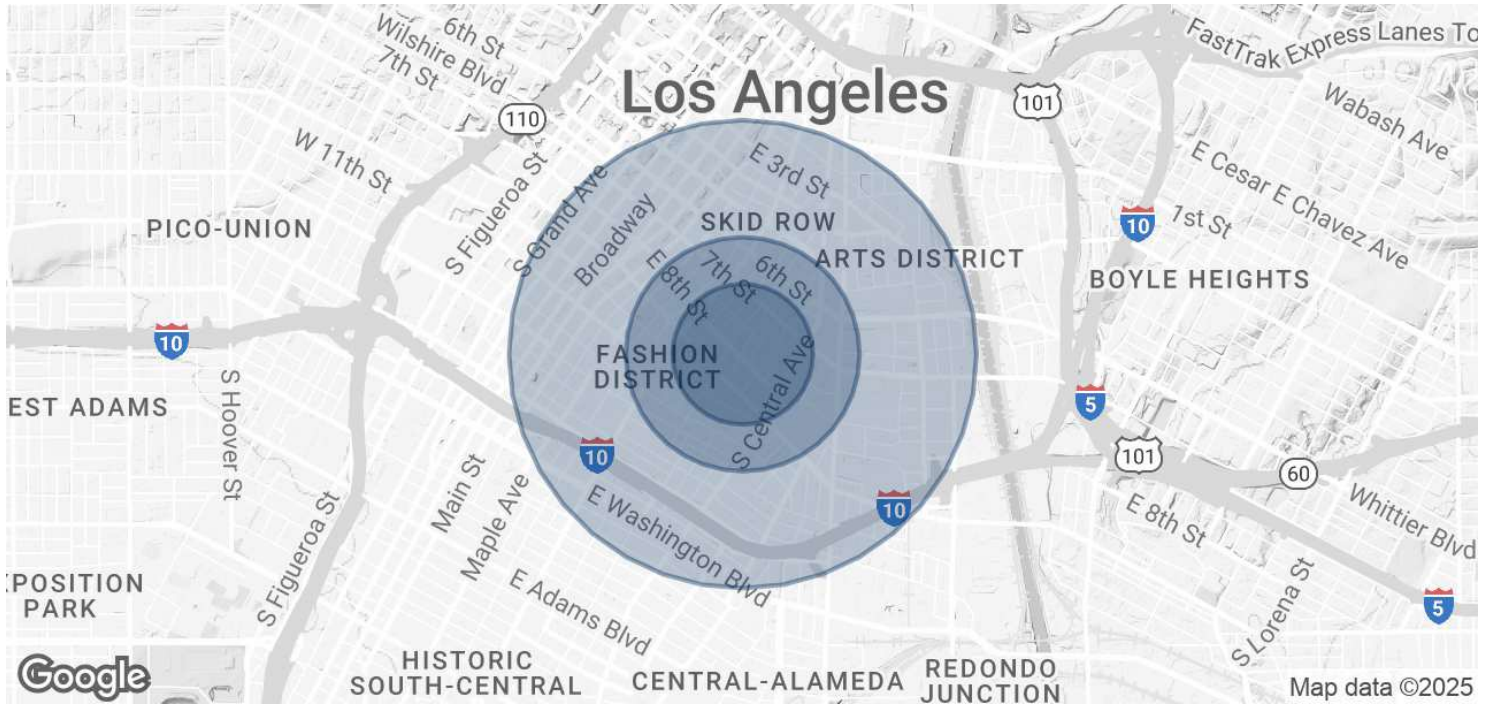 6th St
Wilshire Blvd
7th St
FastTrak Express Lanes To
Los Angeles
101
110
Wabash Ave
W 11th St
E 3rd St
E Cesar E Chavez Ave
S Figueroa St
S Grand Ave
PICO-UNION
Broadway
SKID ROW
10
1st St
ARTS DISTRICT
BOYLE HEIGHTS
E 8th St
7th St
6th St
10
FASHION
DISTRICT
S Central Ave
EST ADAMS
S Hoover St
5
10
101
60
Main St
Maple Ave
E Washington Blvd
10
E 8th St
Whittier Blvd
S Figueroa St
XPOSITION
PARK
E Adams Blvd
S Lorena St
5
HISTORIC
SOUTH-CENTRAL
CENTRAL-ALAMEDA
REDONDO
JUNCTION
Google
Map data ©2025